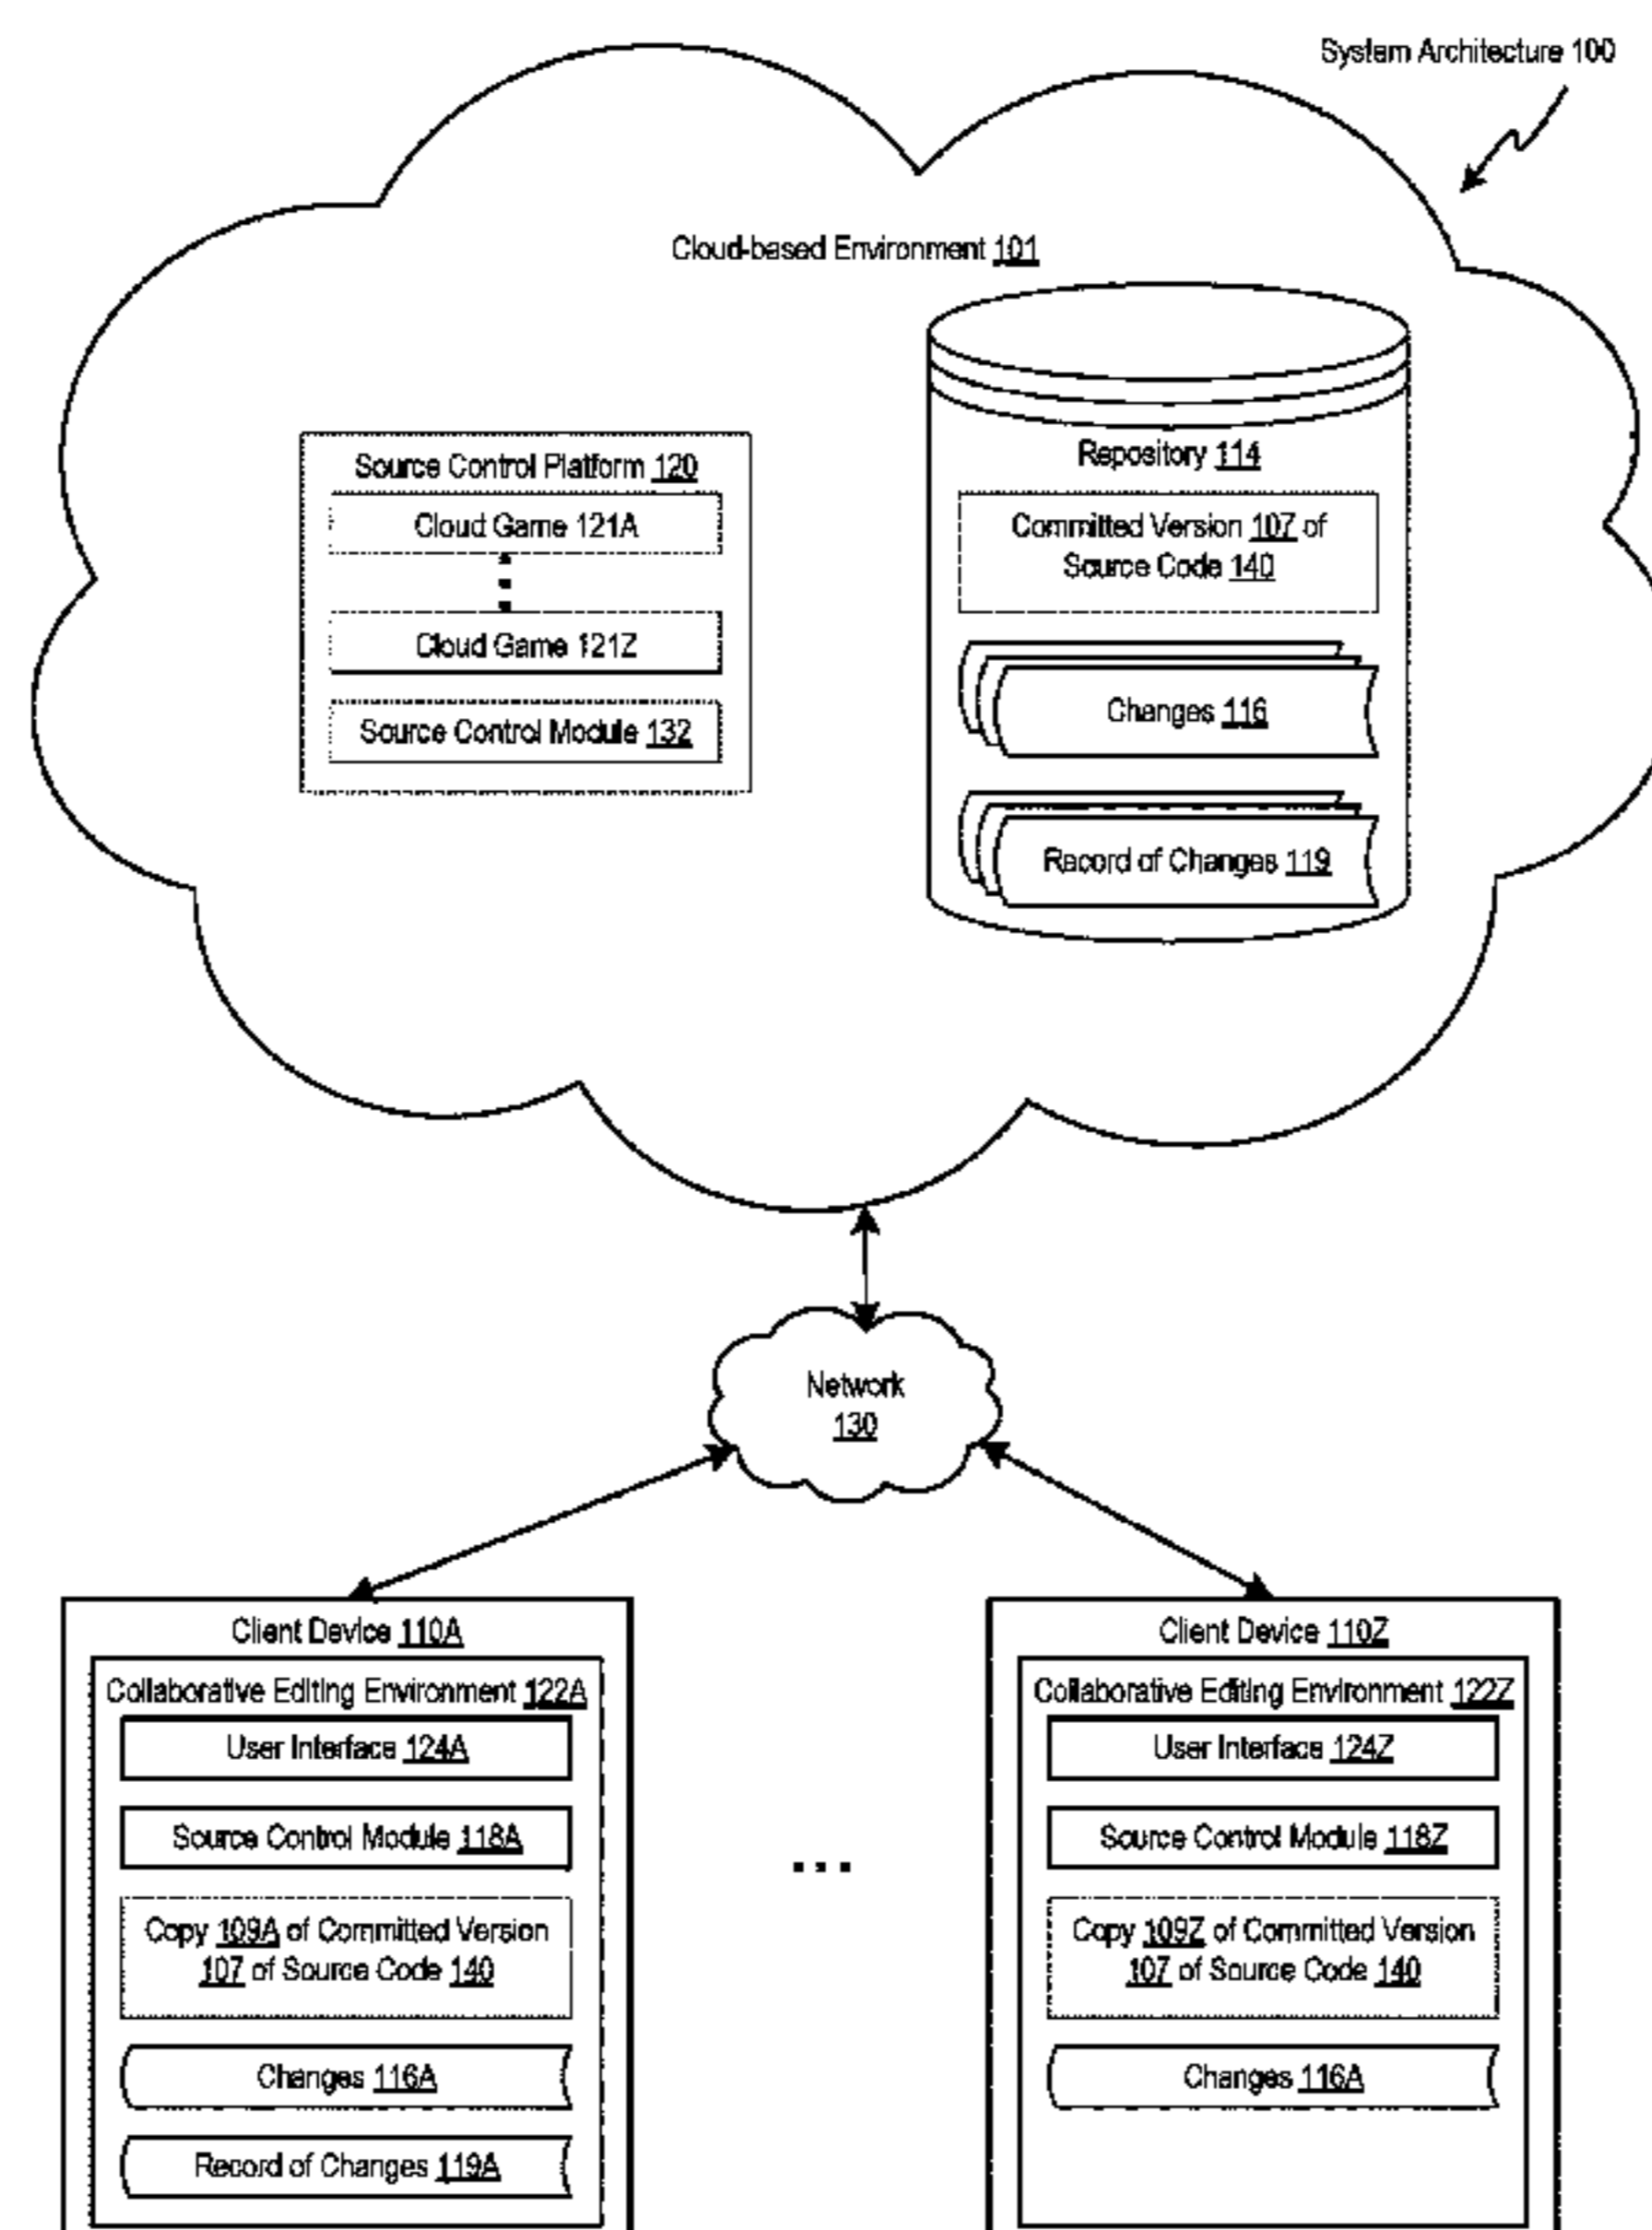 System Architecture 100
Cloud-based Environment 101
Source Control Platform 120
Cloud Game 121A
Cloud Game 121Z
Source Control Module 132
Repository 114
Committed Version 107 of
Source Code 140
Changes 116
Record of Changes 119
Network
130
Client Device 110A
Collaborative Editing Environment 122A
User Interface 124A
Source Control Module 118A
Copy 109A of Committed Version
107 of Source Code 140
Changes 116A
Record of Changes 119A
...
Client Device 110Z
Collaborative Editing Environment 122Z
User Interface 124Z
Source Control Module 118Z
Copy 109Z of Committed Version
107 of Source Code 140
Changes 116A